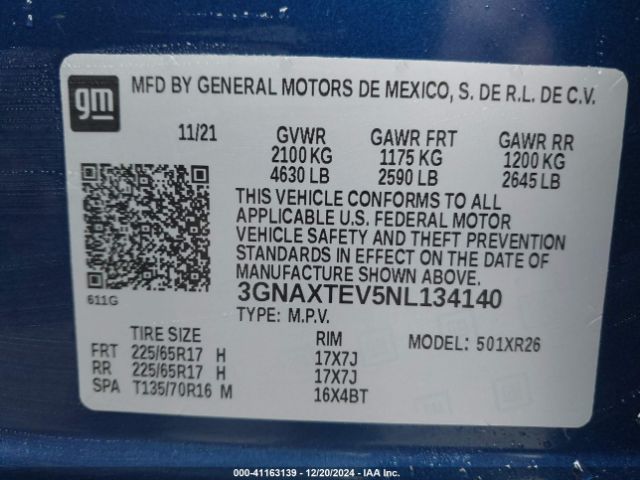 gm
MFD BY GENERAL MOTORS DE MEXICO, S. DE R.L. DE C.V.
11/21 GVWR GAWR FRT GAWR RR
2100 KG 1175 KG 1200 KG
4630 LB 2590 LB 2645 LB
THIS VEHICLE CONFORMS TO ALL
APPLICABLE U.S. FEDERAL MOTOR
VEHICLE SAFETY AND THEFT PREVENTION
STANDARDS IN EFFECT ON THE DATE OF
MANUFACTURE SHOWN ABOVE.
611G
3GNAXTEV5NL134140
TYPE: M.P.V.
TIRE SIZE RIM MODEL: 501XR26
FRT 225/65R17 H 17X7J
RR 225/65R17 H 17X7J
SPA T135/70R16 M 16X4BT
000-41163139 - 12/20/2024 - IAA Inc.